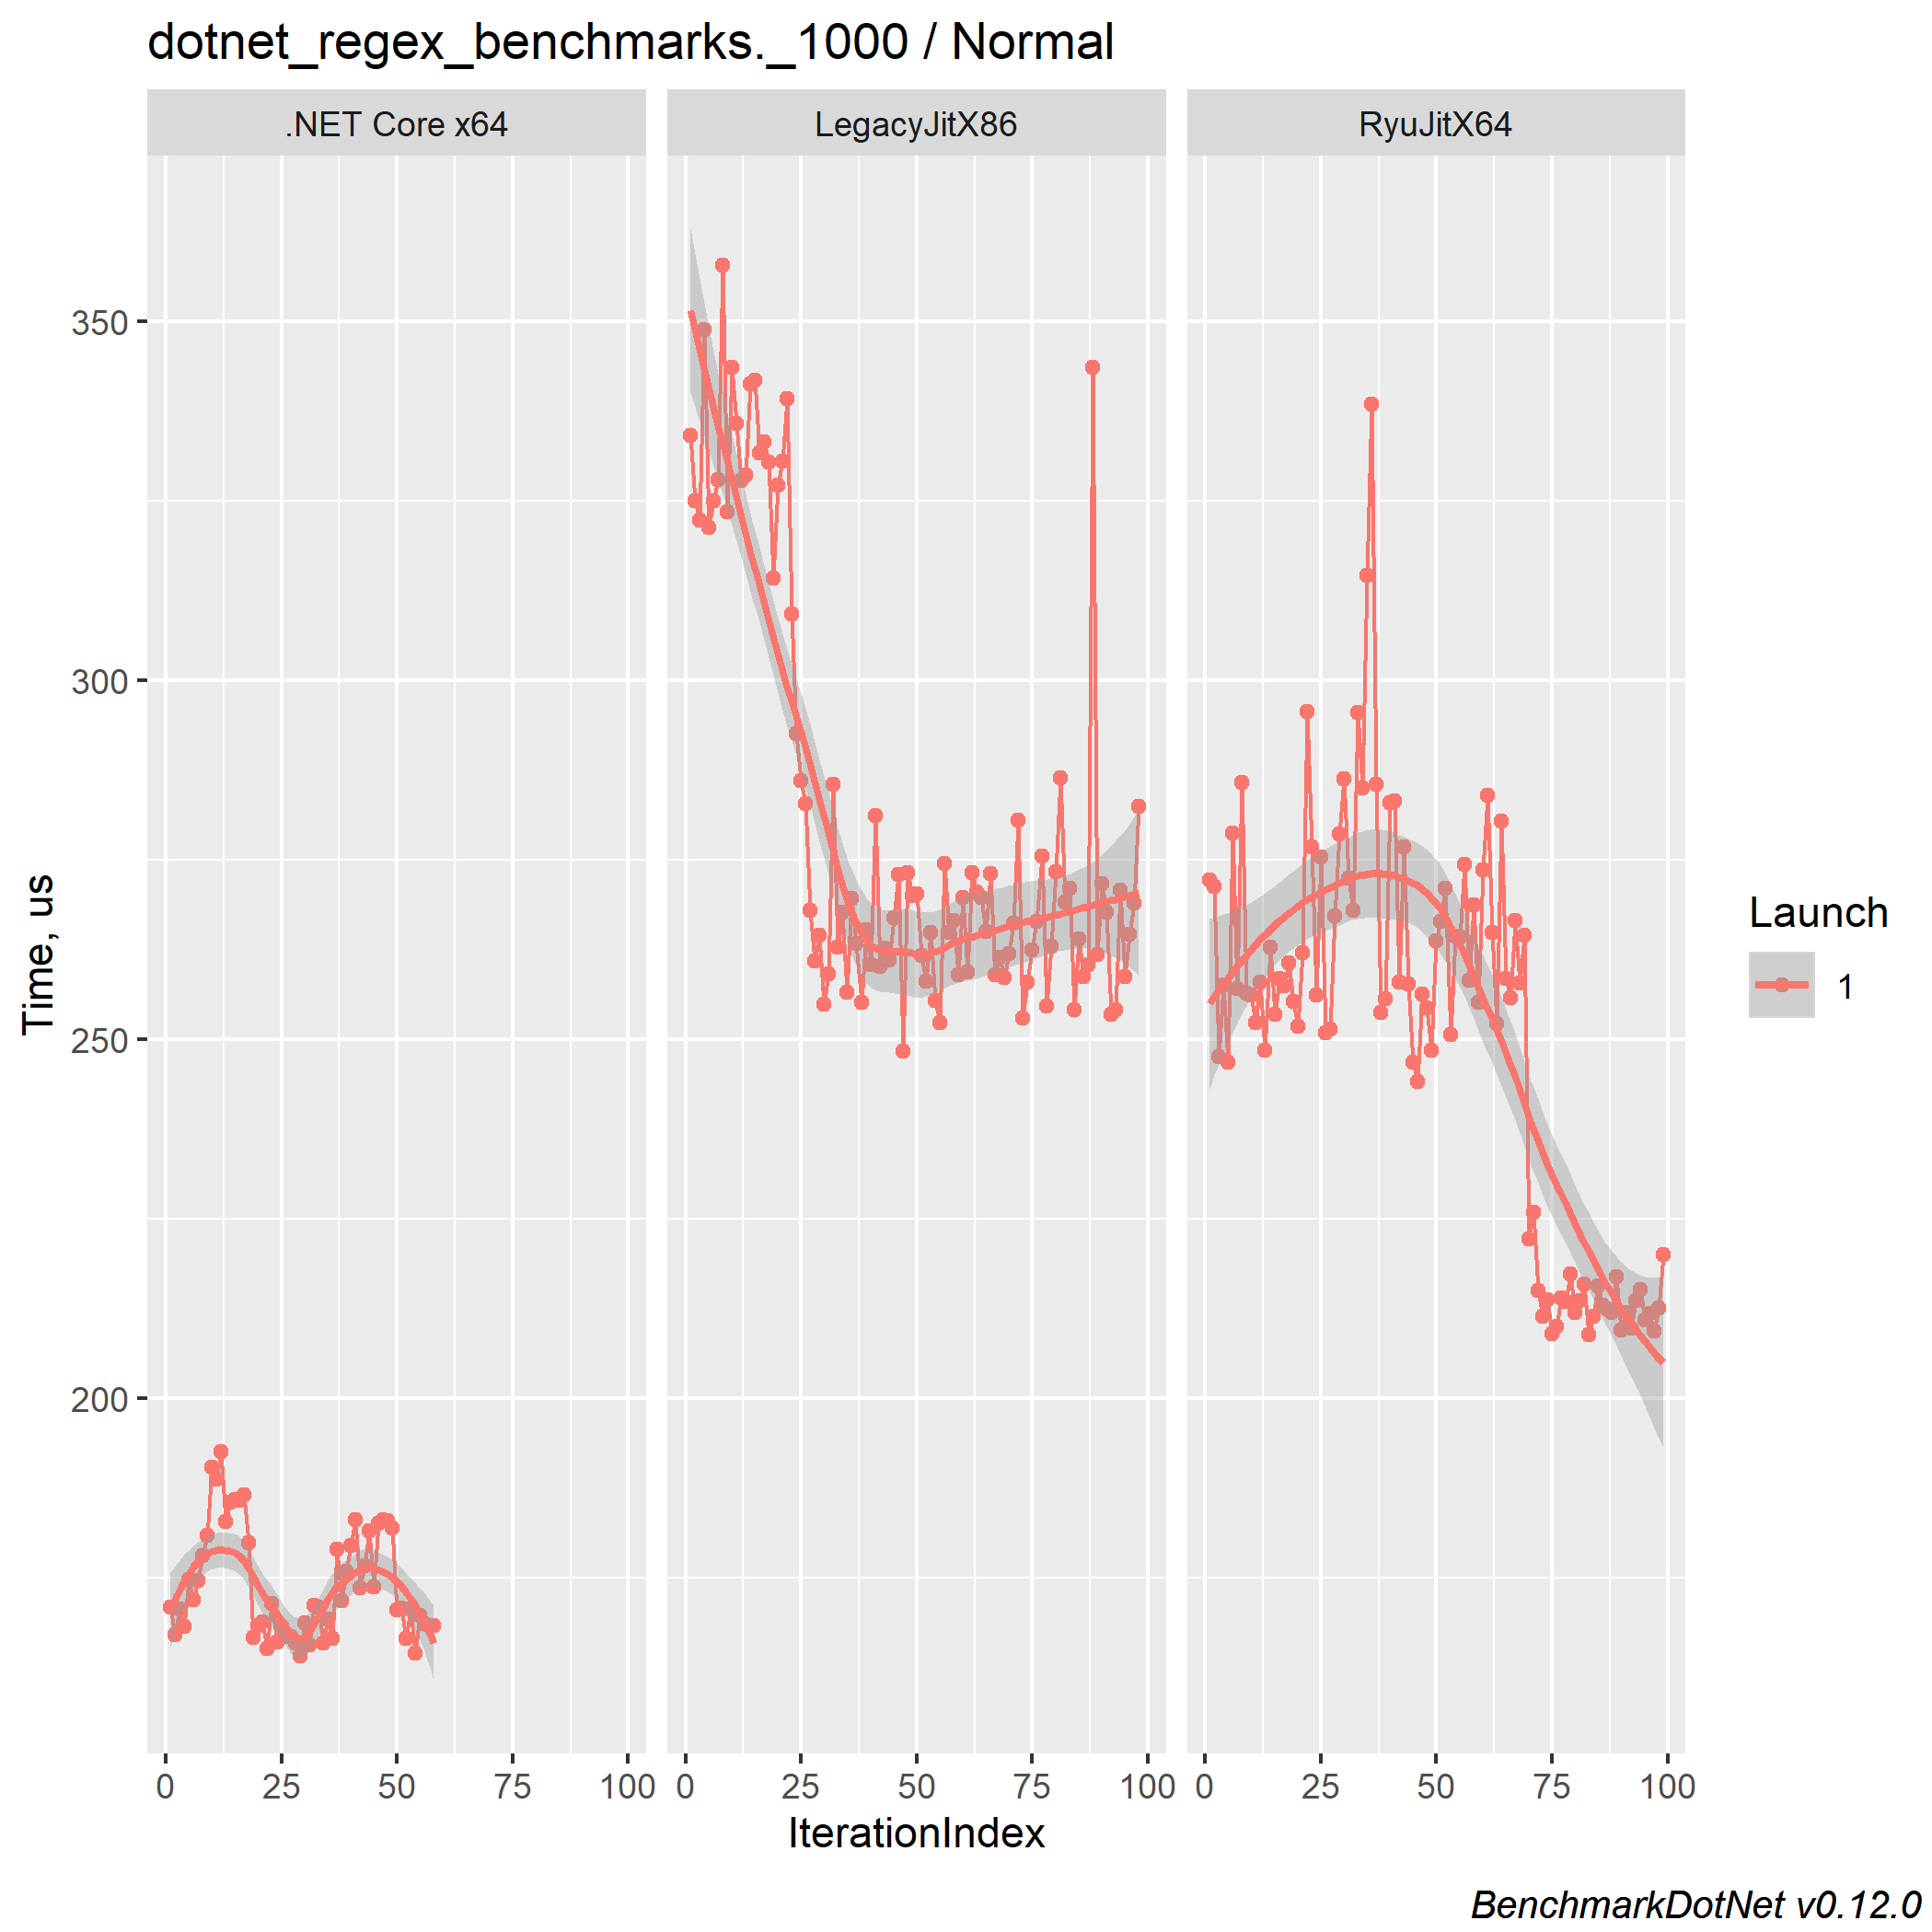 dotnet_regex_benchmarks._1000 / Normal
.NET Core x64
LegacyJitX86
RyuJitX64
350
300
250
200
Time, us
0 25 50 75 100
0 25 50 75 100
0 25 50 75 100
IterationIndex
Launch
1
BenchmarkDotNet v0.12.0